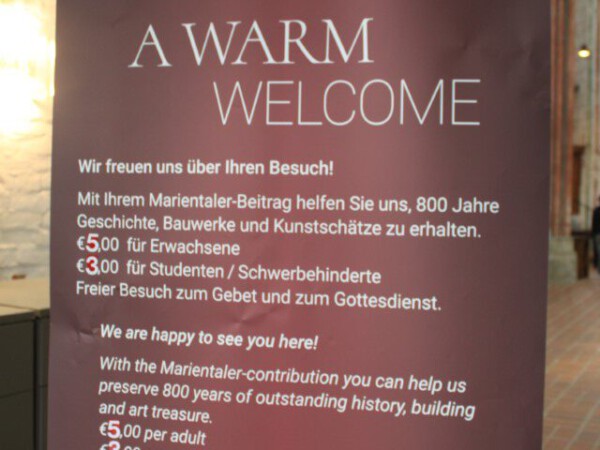 A WARM
WELCOME
Wir freuen uns über Ihren Besuch!
Mit Ihrem Marientaler-Beitrag helfen Sie uns, 800 Jahre
Geschichte, Bauwerke und Kunstschätze zu erhalten.
€5,00 für Erwachsene
€3,00 für Studenten / Schwerbehinderte
Freier Besuch zum Gebet und zum Gottesdienst.
We are happy to see you here!
With the Marientaler-contribution you can help us
preserve 800 years of outstanding history, building
and art treasure.
€5,00 per adult
€3,00